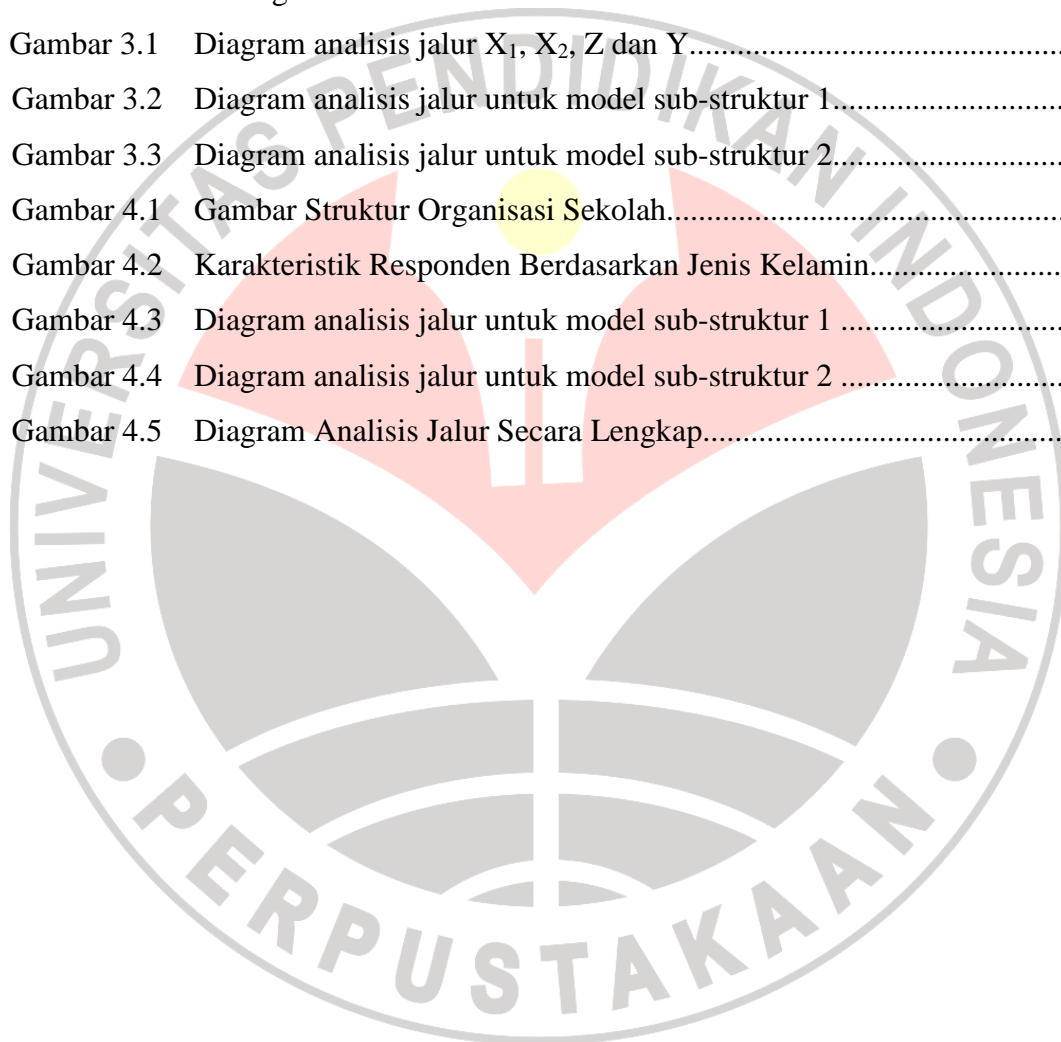 Gambar 3.1 Diagram analisis jalur X₁, X₂, Z dan Y....................................................
Gambar 3.2 Diagram analisis jalur untuk model sub-struktur 1..............................
Gambar 3.3 Diagram analisis jalur untuk model sub-struktur 2..............................
Gambar 4.1 Gambar Struktur Organisasi Sekolah....................................................
Gambar 4.2 Karakteristik Responden Berdasarkan Jenis Kelamin.........................
Gambar 4.3 Diagram analisis jalur untuk model sub-struktur 1 .............................
Gambar 4.4 Diagram analisis jalur untuk model sub-struktur 2 .............................
Gambar 4.5 Diagram Analisis Jalur Secara Lengkap..............................................
UNIVERSITAS PENDIDIKAN INDONESIA
PERPUSTAKAAN